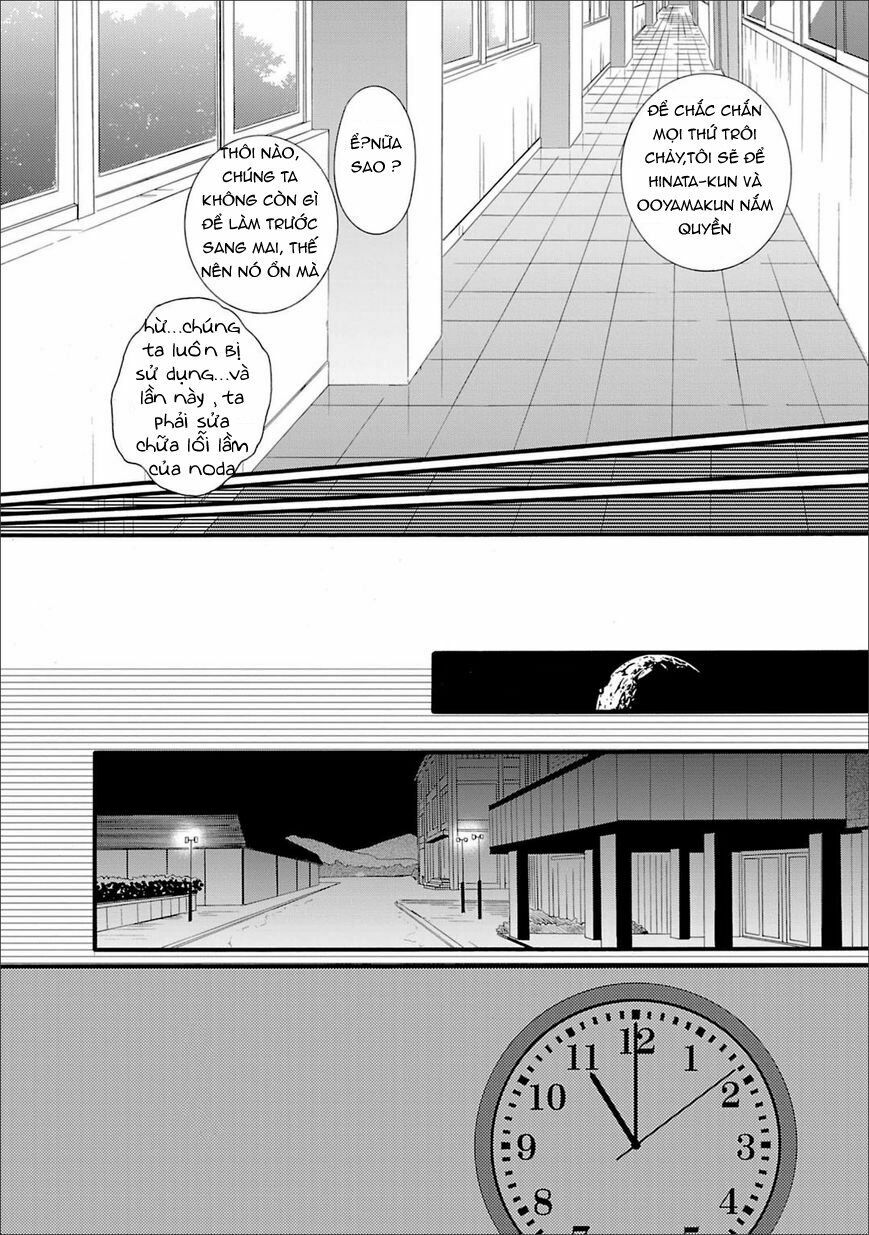 ĐỂ CHẮC CHẮN
MỌI THỨ TRÔI
CHẢY,TÔI SẼ ĐỂ
HINATA-KUN VÀ
OOYAMAKUN NẮM
QUYỀN
Ể?NỮA
SAO ?
THÔI NÀO,
CHÚNG TA
KHÔNG CÒN GÌ
ĐỂ LÀM TRƯỚC
SANG MAI, THẾ
NÊN NÓ ỔN MÀ
HỪ...CHÚNG
TA LUÔN BỊ
SỬ DỤNG...VÀ
LẦN NÀY , TA
PHẢI SỬA
CHỮA LỖI LẦM
CỦA NODA
12
11
1
10
2
9
3
8
4
7
5